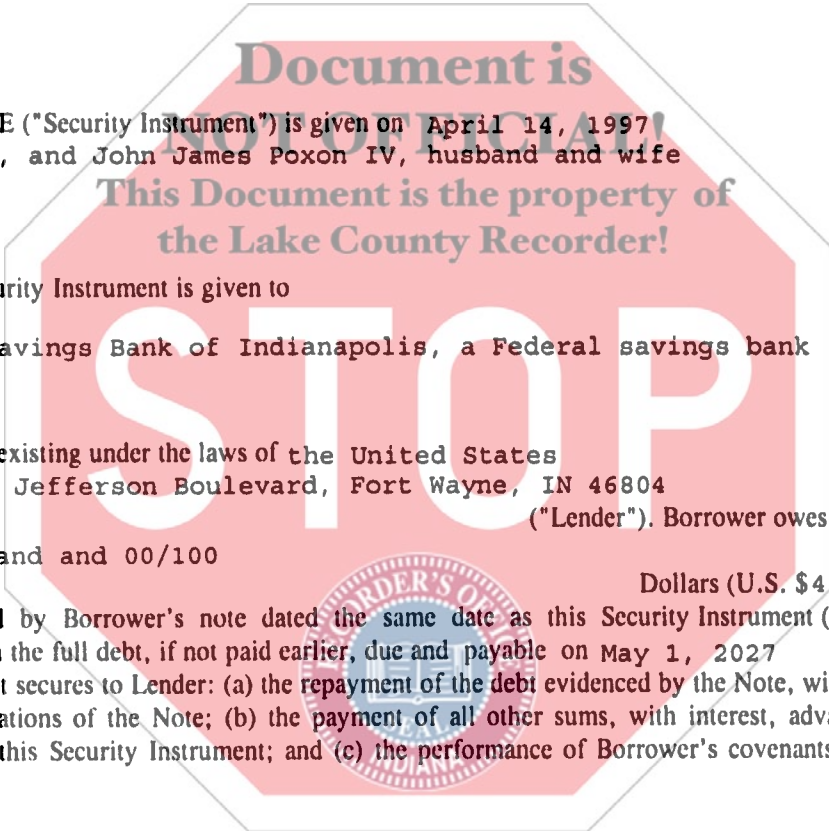 Document is
NOT OFFICIAL!
E ("Security Instrument") is given on April 14, 1997
, and John James Poxon IV, husband and wife
This Document is the property of
the Lake County Recorder!
urity Instrument is given to
avings Bank of Indianapolis, a Federal savings bank
STOP
existing under the laws of the United States
Jefferson Boulevard, Fort Wayne, IN 46804
("Lender"). Borrower owes
and and 00/100
Dollars (U.S. $4
by Borrower's note dated the same date as this Security Instrument (
the full debt, if not paid earlier, due and payable on May 1, 2027
t secures to Lender: (a) the repayment of the debt evidenced by the Note, wi
ations of the Note; (b) the payment of all other sums, with interest, adva
this Security Instrument; and (c) the performance of Borrower's covenants
RECORDER'S OFFICE
SEAL
INDIANA